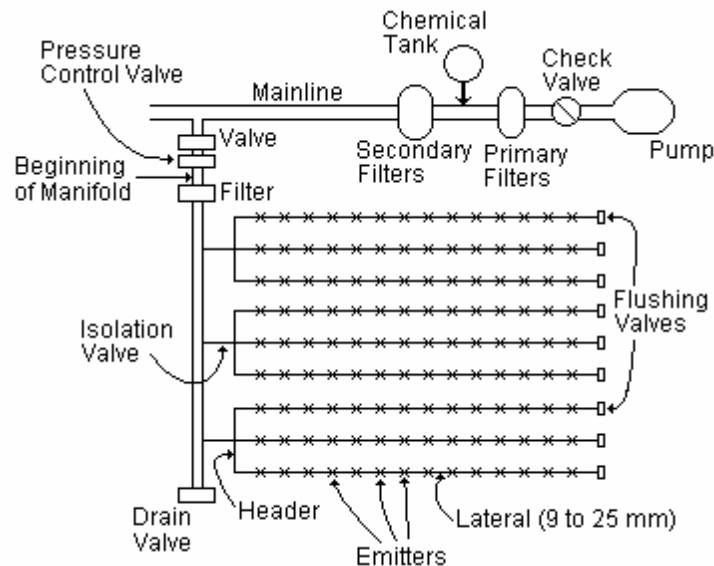 Chemical
Tank
Pressure
Control Valve
Check
Valve
Mainline
Valve
Secondary
Filters
Primary
Filters
Pump
Beginning
of Manifold
Filter
Isolation
Valve
Flushing
Valves
Drain
Valve
Header
Emitters
Lateral (9 to 25 mm)